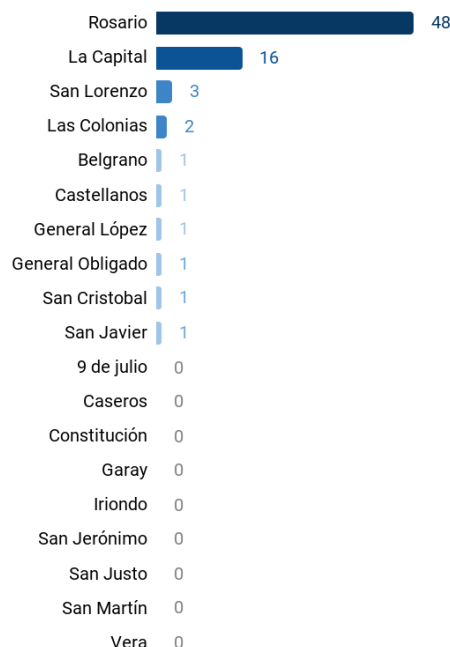 Rosario 48
La Capital 16
San Lorenzo 3
Las Colonias 2
Belgrano 1
Castellanos 1
General López 1
General Obligado 1
San Cristobal 1
San Javier 1
9 de julio 0
Caseros 0
Constitución 0
Garay 0
Iriondo 0
San Jerónimo 0
San Justo 0
San Martín 0
Vera 0